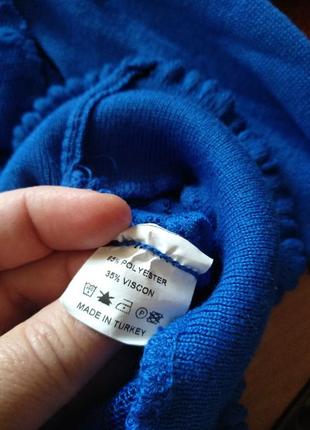 65% POLYESTER
35% VISCON
P
MADE IN TURKEY